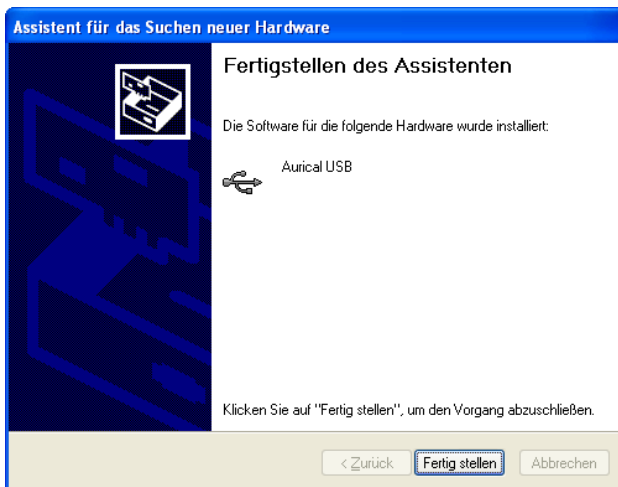 Assistent für das Suchen neuer Hardware
Fertigstellen des Assistenten
Die Software für die folgende Hardware wurde installiert:
Aurical USB
Klicken Sie auf "Fertig stellen", um den Vorgang abzuschließen.
< Zurück Fertig stellen Abbrechen